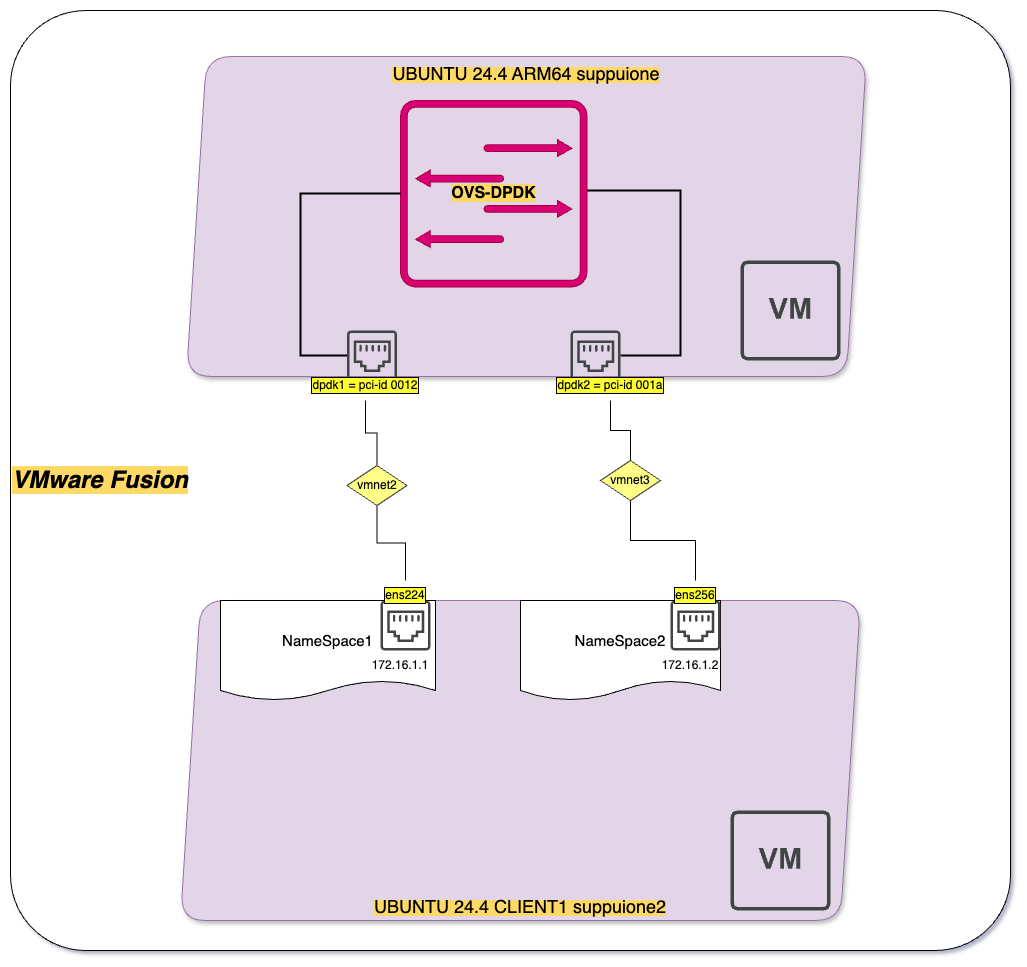 UBUNTU 24.4 ARM64 suppuione
OVS-DPDK
VM
dpdk1 = pci-id 0012
dpdk2 = pci-id 001a
VMware Fusion
vmnet2
vmnet3
ens224
ens256
NameSpace1
NameSpace2
172.16.1.1
172.16.1.2
VM
UBUNTU 24.4 CLIENT1 suppuione2